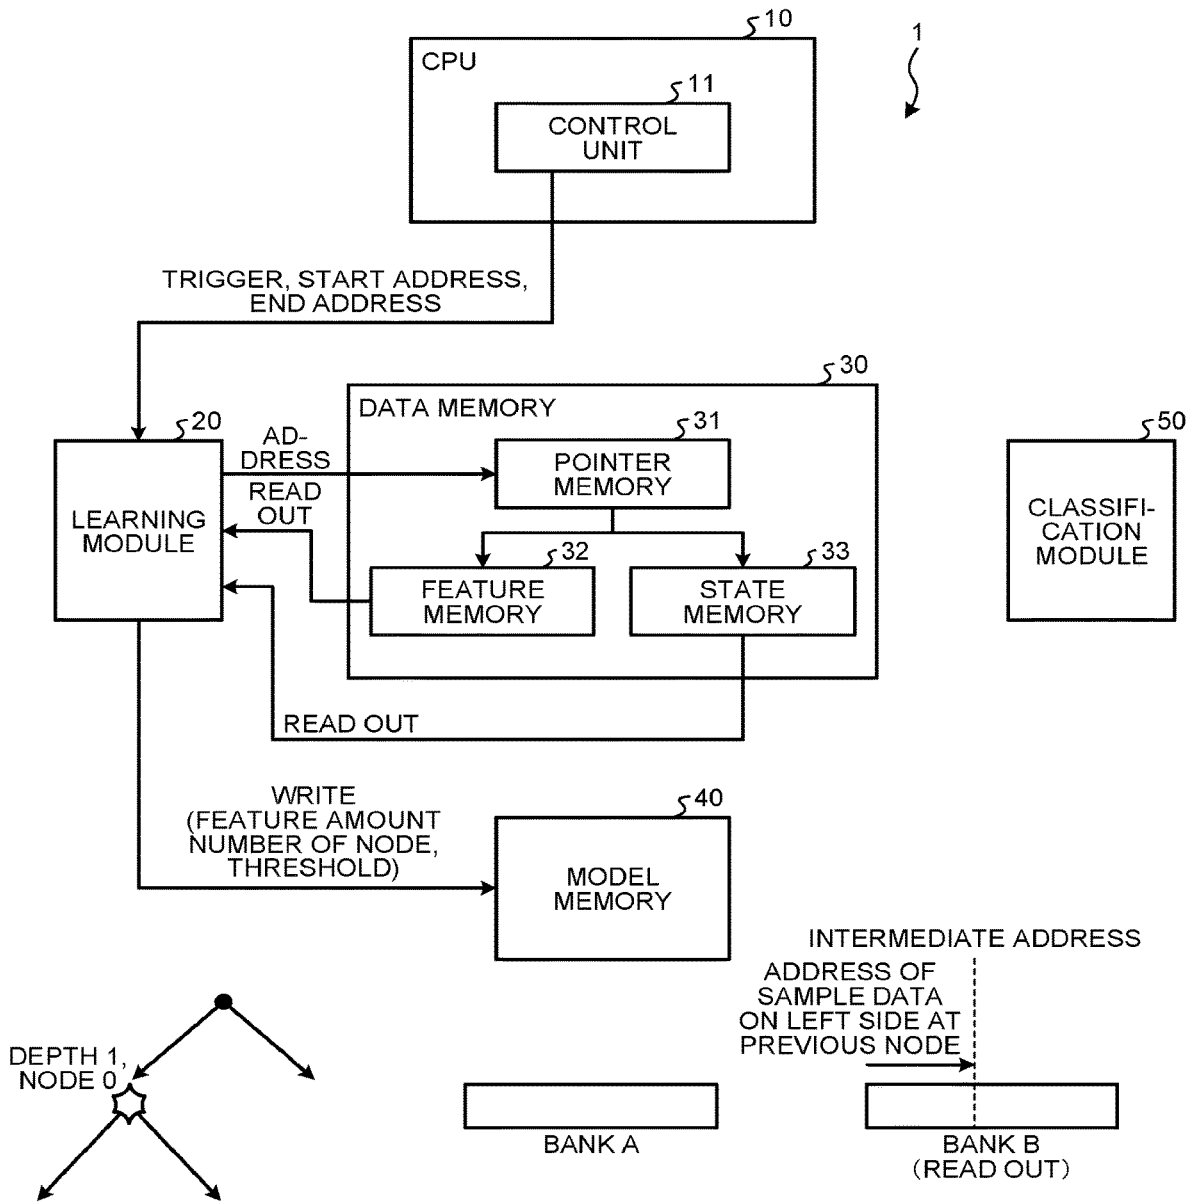 10
1
CPU
11
CONTROL
UNIT
TRIGGER, START ADDRESS,
END ADDRESS
30
DATA MEMORY
20
31
50
AD-
DRESS
POINTER
MEMORY
READ
OUT
LEARNING
MODULE
CLASSIFI-
CATION
MODULE
32
33
FEATURE
MEMORY
STATE
MEMORY
READ OUT
WRITE
(FEATURE AMOUNT
NUMBER OF NODE,
THRESHOLD)
40
MODEL
MEMORY
INTERMEDIATE ADDRESS
ADDRESS OF
SAMPLE DATA
ON LEFT SIDE AT
PREVIOUS NODE
DEPTH 1,
NODE 0
BANK A
BANK B
(READ OUT)